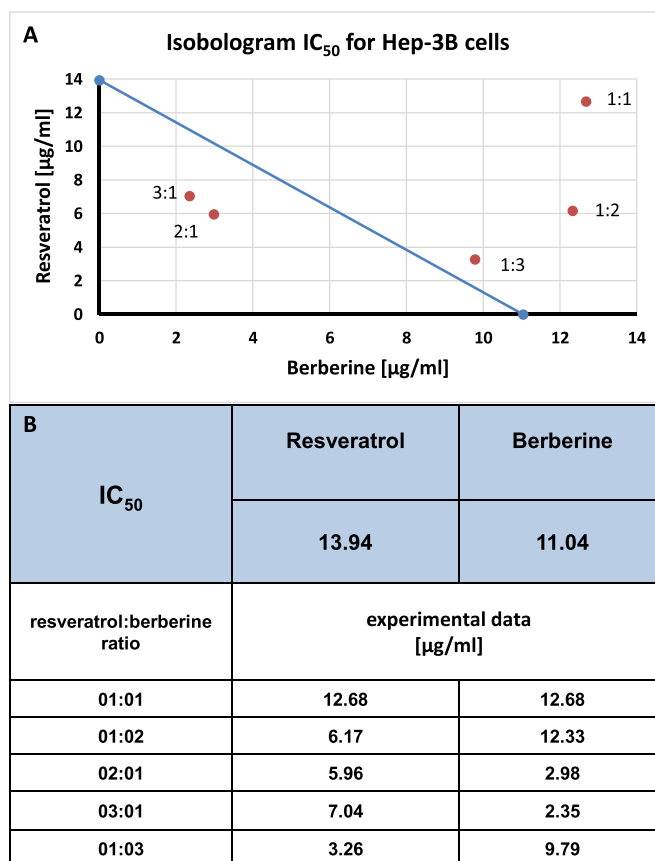 A
Isobologram IC50 for Hep-3B cells
Resveratrol [µg/ml]
14
12
10
8
6
4
2
0
1:1
3:1
1:2
2:1
1:3
0 2 4 6 8 10 12 14
Berberine [µg/ml]
B
IC50
Resveratrol Berberine
13.94 11.04
resveratrol:berberine
ratio
experimental data
[µg/ml]
01:01 12.68 12.68
01:02 6.17 12.33
02:01 5.96 2.98
03:01 7.04 2.35
01:03 3.26 9.79